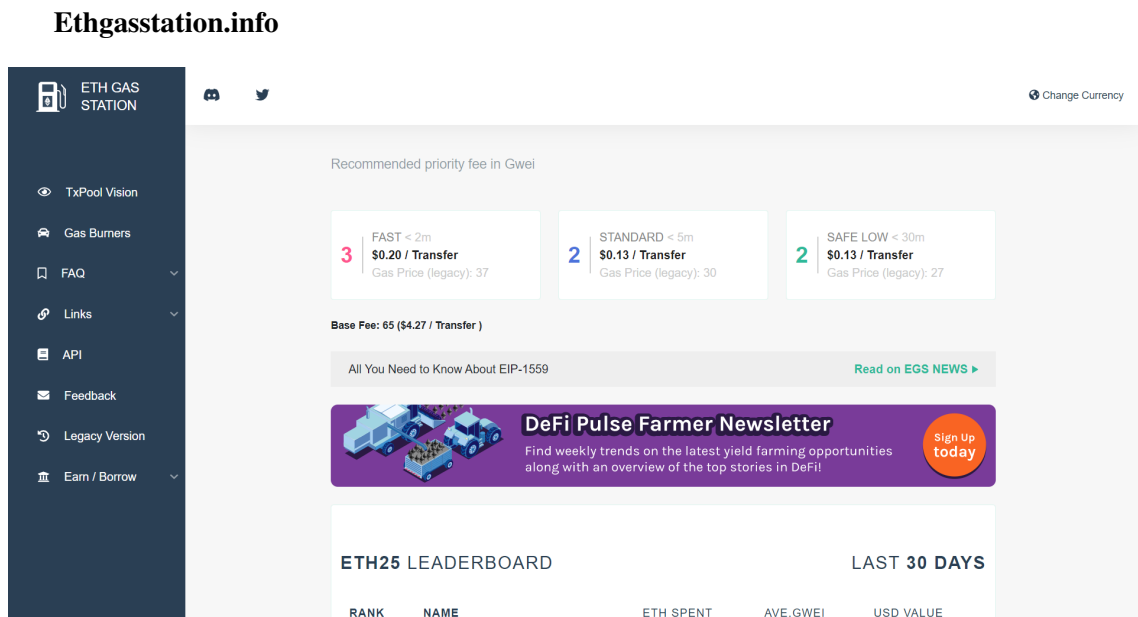 Ethgasstation.info
ETH GAS
STATION
Change Currency
TxPool Vision
Gas Burners
FAQ
Links
API
Feedback
Legacy Version
Earn / Borrow
Recommended priority fee in Gwei
3
FAST < 2m
$0.20 / Transfer
Gas Price (legacy): 37
2
STANDARD < 5m
$0.13 / Transfer
Gas Price (legacy): 30
2
SAFE LOW < 30m
$0.13 / Transfer
Gas Price (legacy): 27
Base Fee: 65 ($4.27 / Transfer )
All You Need to Know About EIP-1559 Read on EGS NEWS
DeFi Pulse Farmer Newsletter
Find weekly trends on the latest yield farming opportunities
along with an overview of the top stories in DeFi!
Sign Up
today
ETH25 LEADERBOARD LAST 30 DAYS
RANK NAME ETH SPENT AVE.GWEI USD VALUE